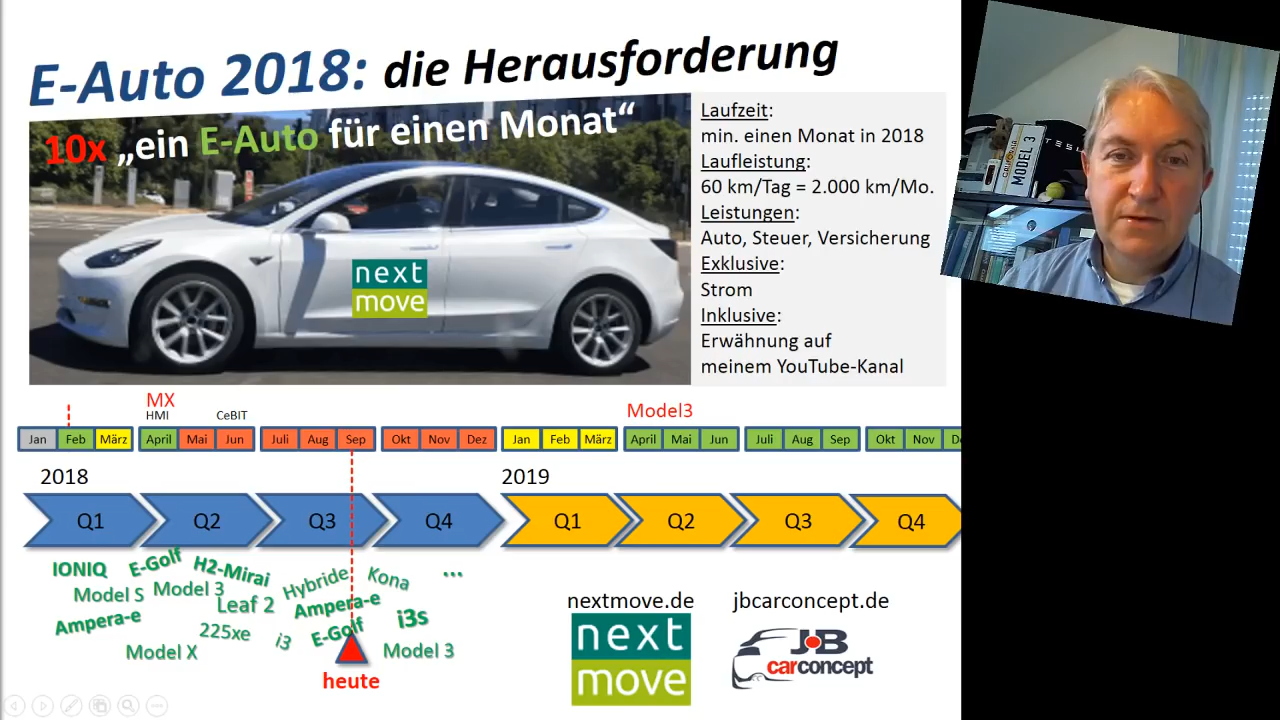 E-Auto 2018: die Herausforderung
10x „ein E-Auto für einen Monat“
next
move
Laufzeit:
min. einen Monat in 2018
Laufleistung:
60 km/Tag = 2.000 km/Mo.
Leistungen:
Auto, Steuer, Versicherung
Exklusive:
Strom
Inklusive:
Erwähnung auf
meinem YouTube-Kanal
MODEL 3
TESL
MX
HMI CeBIT
Model3
Jan Feb März April Mai Jun Juli Aug Sep Okt Nov Dez Jan Feb März April Mai Jun Juli Aug Sep Okt Nov
2018 2019
Q1 Q2 Q3 Q4 Q1 Q2 Q3 Q4
IONIQ E-Golf H2-Mirai Hybride Kona ...
Model S Model 3 Leaf 2 Ampera-e i3s
Ampera-e 225xe i3 E-Golf
Model X Model 3
heute
nextmove.de jbcarconcept.de
next
move
J•B
carconcept